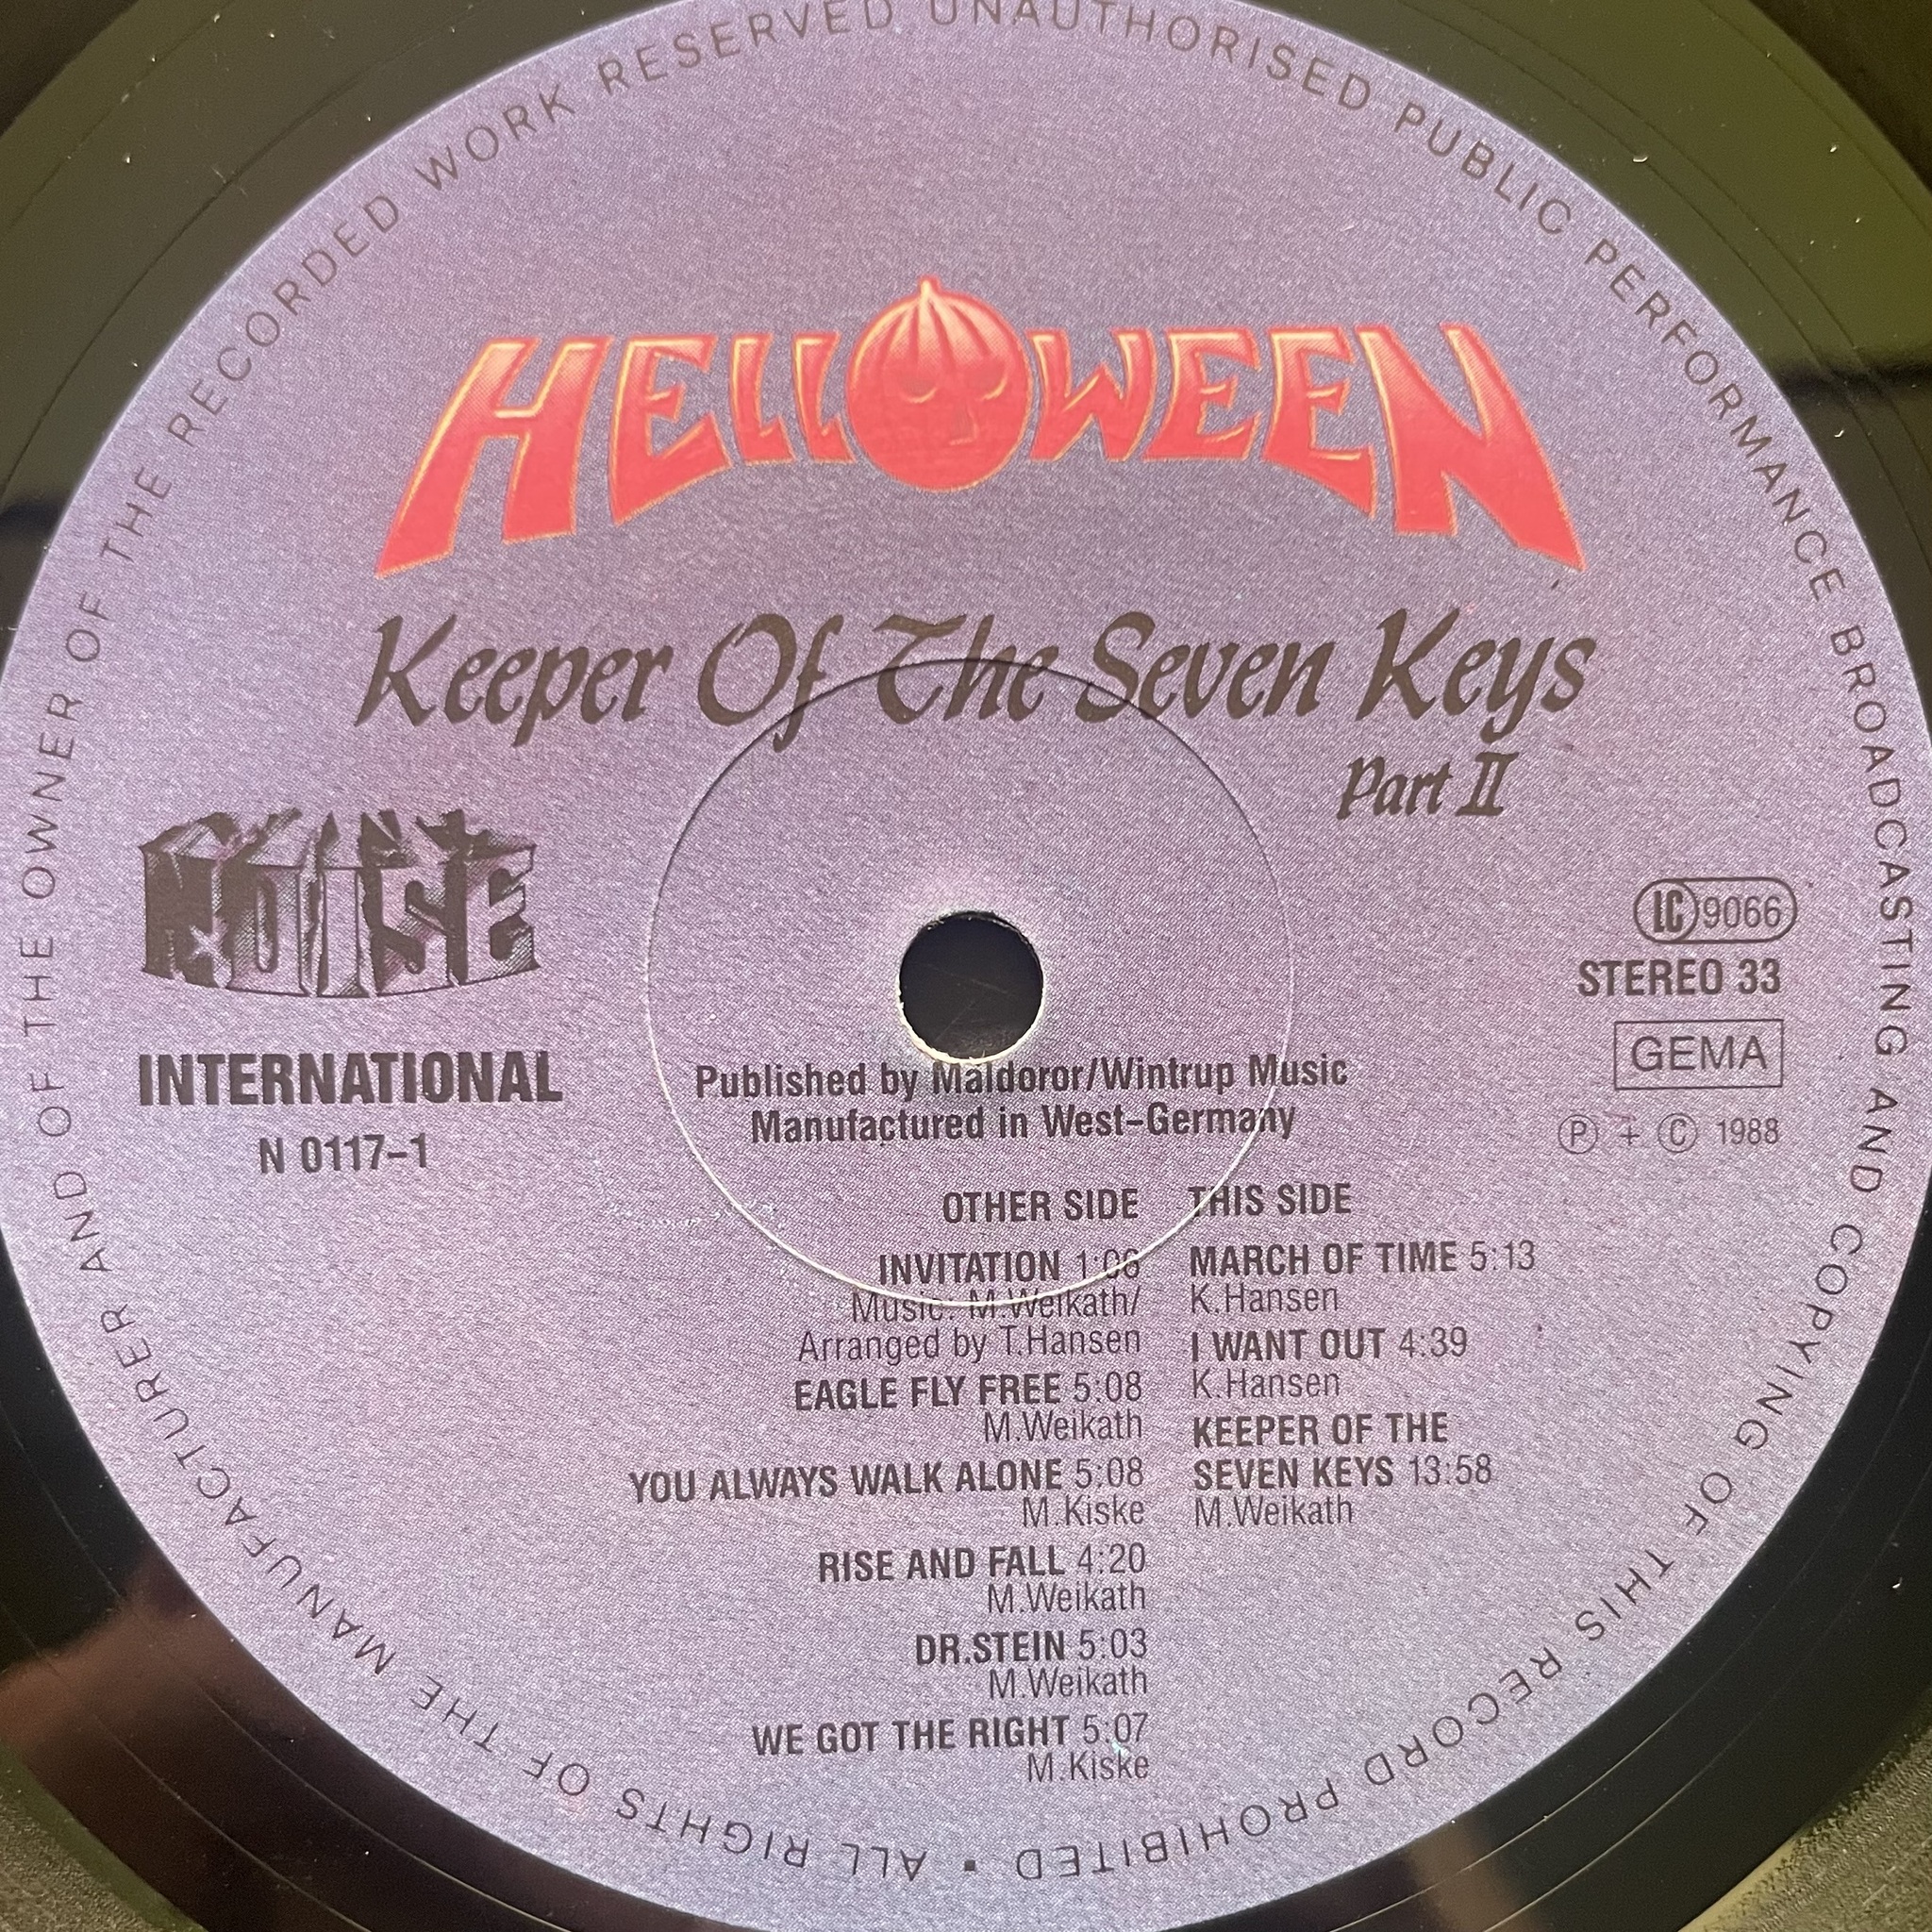 ALL RIGHTS OF THE MANUFACTURER AND OF THE OWNER OF THE RECORDED WORK RESERVED UNAUTHORISED PUBLIC PERFORMANCE BROADCASTING AND COPYING OF THIS RECORD PROHIBITED •
HELLOWEEN
Keeper Of The Seven Keys
Part II
NOISE
INTERNATIONAL
N 0117-1
LC 9066
STEREO 33
GEMA
Ⓟ + Ⓒ 1988
Published by Maldoror/Wintrup Music
Manufactured in West-Germany
OTHER SIDE
INVITATION 1:06
Music: M.Weikath/
Arranged by T.Hansen
EAGLE FLY FREE 5:08
M.Weikath
YOU ALWAYS WALK ALONE 5:08
M.Kiske
RISE AND FALL 4:20
M.Weikath
DR.STEIN 5:03
M.Weikath
WE GOT THE RIGHT 5:07
M.Kiske
THIS SIDE
MARCH OF TIME 5:13
K.Hansen
I WANT OUT 4:39
K.Hansen
KEEPER OF THE
SEVEN KEYS 13:58
M.Weikath